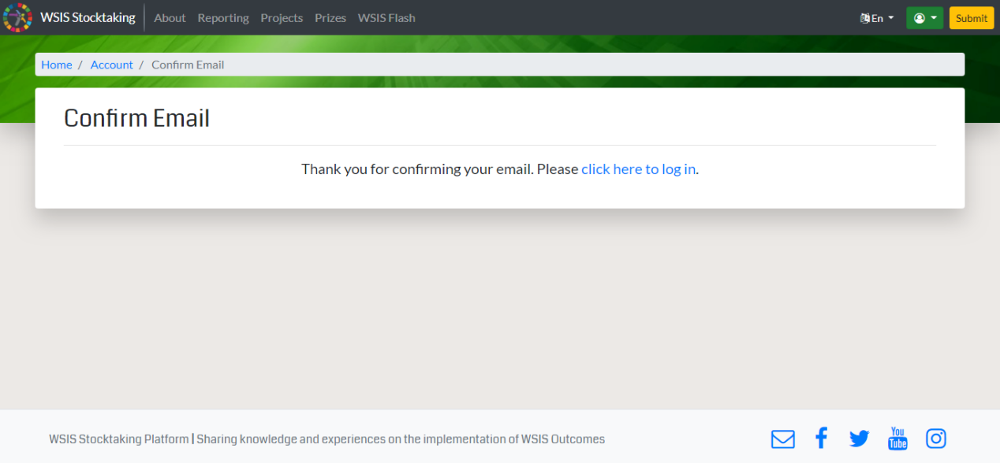 WSIS Stocktaking About Reporting Projects Prizes WSIS Flash En Submit
Home / Account / Confirm Email
Confirm Email
Thank you for confirming your email. Please click here to log in.
WSIS Stocktaking Platform | Sharing knowledge and experiences on the implementation of WSIS Outcomes
You
Tube